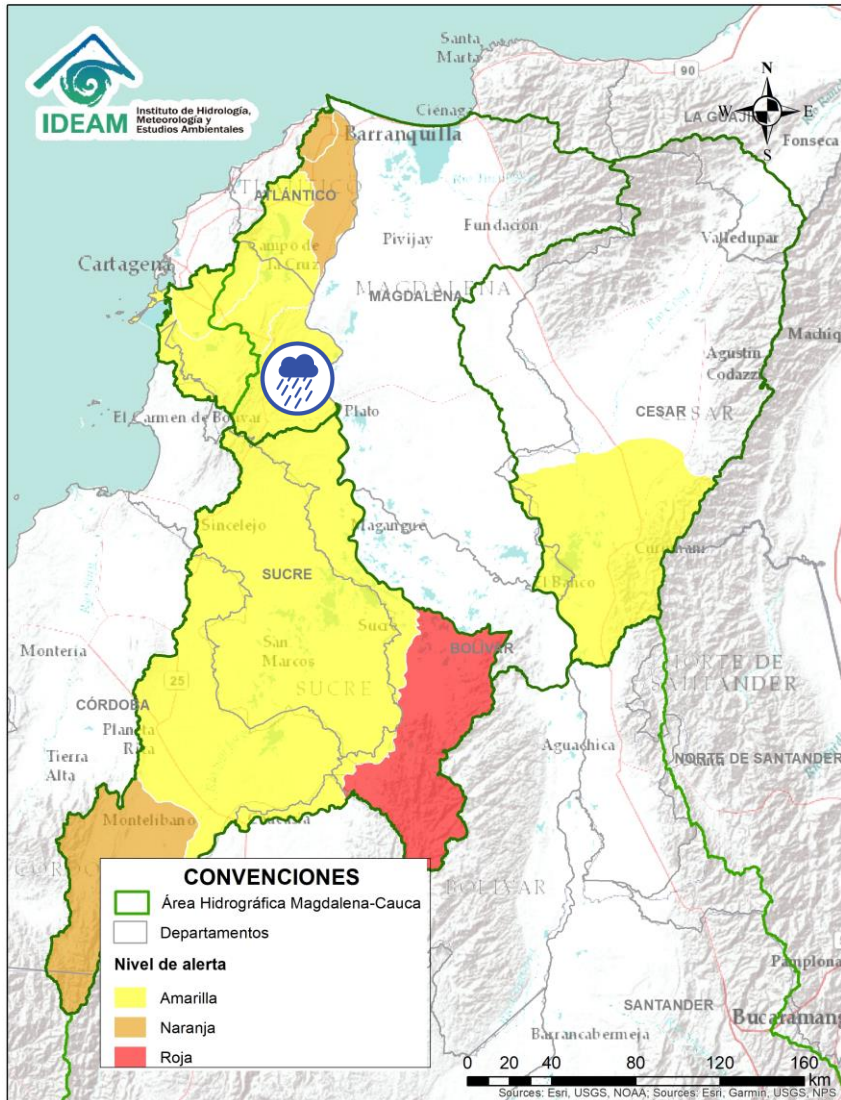 IDEAM
Instituto de Hidrología,
Meteorología y
Estudios Ambientales
Santa
Marta
90
N
W E
S
LA GUAJIRA
Fonseca
Ciénaga
Barranquilla
ATLÁNTICO
Pivijay
Fundación
Valledupar
Campo de
la Cruz
Cartagena
MAGDALENA
MAGDALENA
Agustín
Codazzi
CESAR
CESAR
El Carmen de Bolívar
Plato
Sincelejo
Magangue
Curumaní
El Banco
SUCRE
Sucre
BOLÍVAR
San
Marcos
SUCRE
Montería
25
NORTE DE
SANTANDER
CÓRDOBA
Planeta
Rica
Aguachica
NORTE DE SANTANDER
Tierra
Alta
Montelíbano
BOLÍVAR
CONVENCIONES
Área Hidrográfica Magdalena-Cauca
Departamentos
Nivel de alerta
Amarilla
Naranja
Roja
Pamplona
SANTANDER
Bucaramang
Barrancabermeja
0 20 40 80 120 160
Km
Sources: Esri, USGS, NOAA; Sources: Esri, Garmin, USGS, NPS